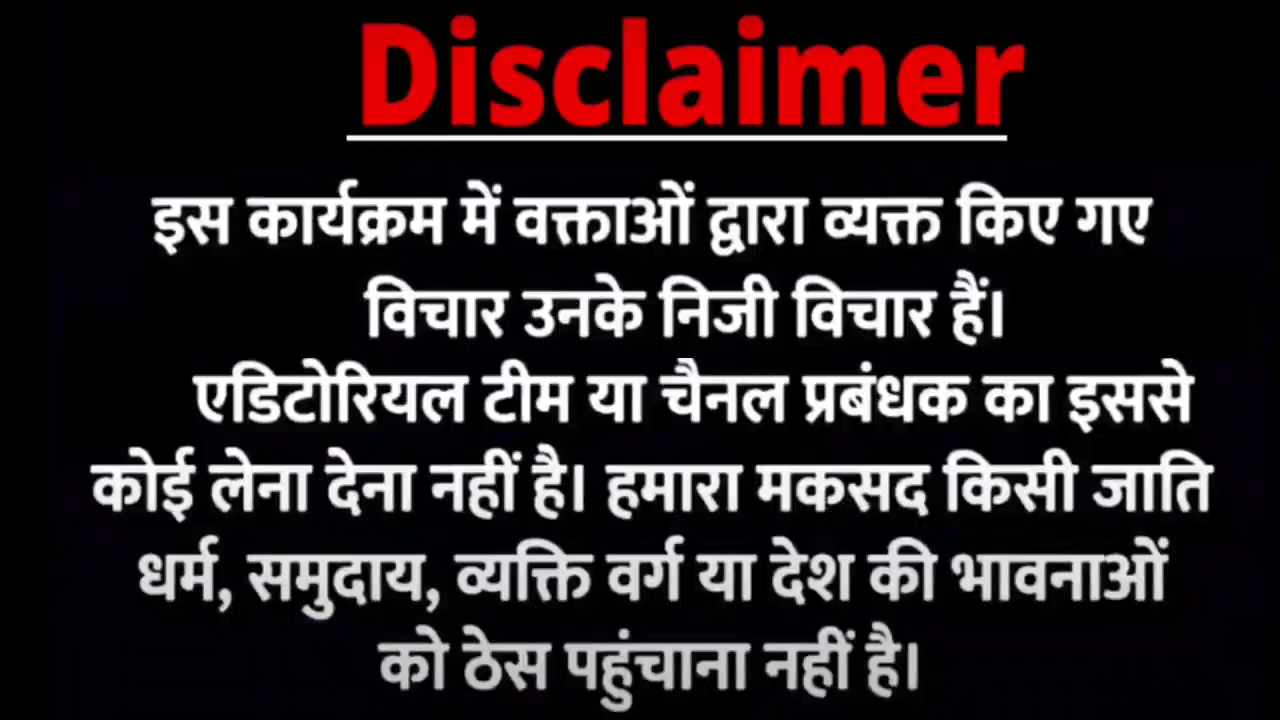 Disclaimer
इस कार्यक्रम में वक्ताओं द्वारा व्यक्त किए गए
विचार उनके निजी विचार हैं।
एडिटोरियल टीम या चैनल प्रबंधक का इससे
कोई लेना देना नहीं है। हमारा मकसद किसी जाति
धर्म, समुदाय, व्यक्ति वर्ग या देश की भावनाओं
को ठेस पहुंचाना नहीं है।